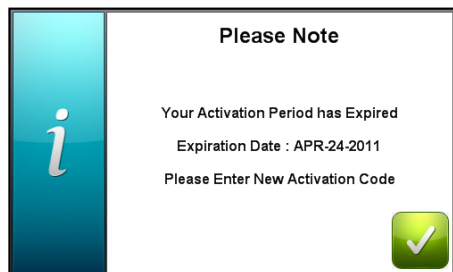 Please Note
Your Activation Period has Expired
Expiration Date : APR-24-2011
Please Enter New Activation Code